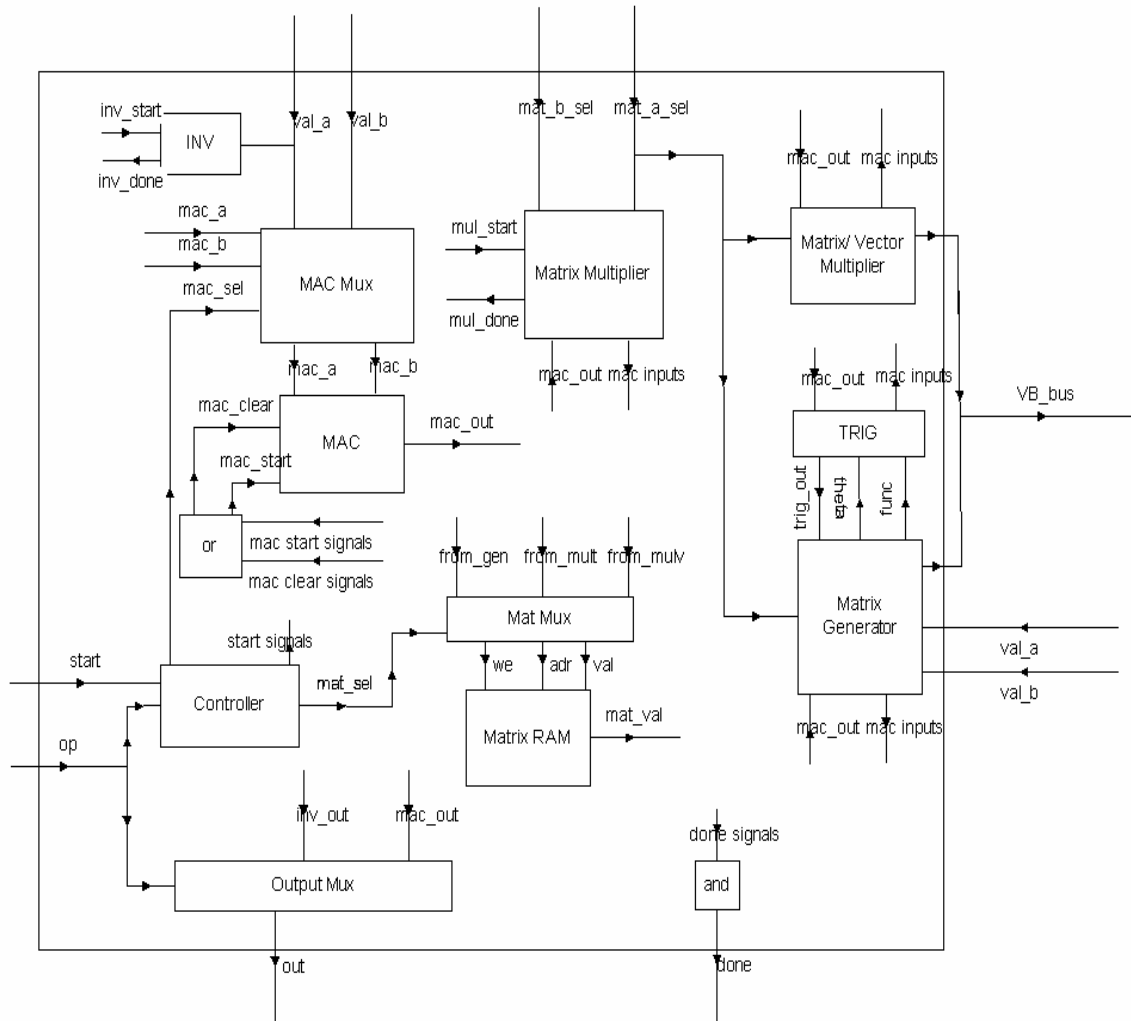 inv_start
INV
inv_done
val_a
val_b
mat_b_sel
mat_a_sel
mac_out
mac inputs
mac_a
mac_b
mac_sel
MAC Mux
mul_start
Matrix Multiplier
mul_done
Matrix/ Vector
Multiplier
mac_a
mac_b
mac_out
mac inputs
mac_out
mac inputs
mac_clear
MAC
mac_out
mac_start
TRIG
VB_bus
trig_out
theta
func
or
mac start signals
mac clear signals
from_gen
from_mult
from_mulv
Mat Mux
Matrix
Generator
start signals
start
Controller
mat_sel
we
adr
val
val_a
val_b
Matrix RAM
mat_val
mac_out
mac inputs
op
inv_out
mac_out
done signals
Output Mux
and
out
done